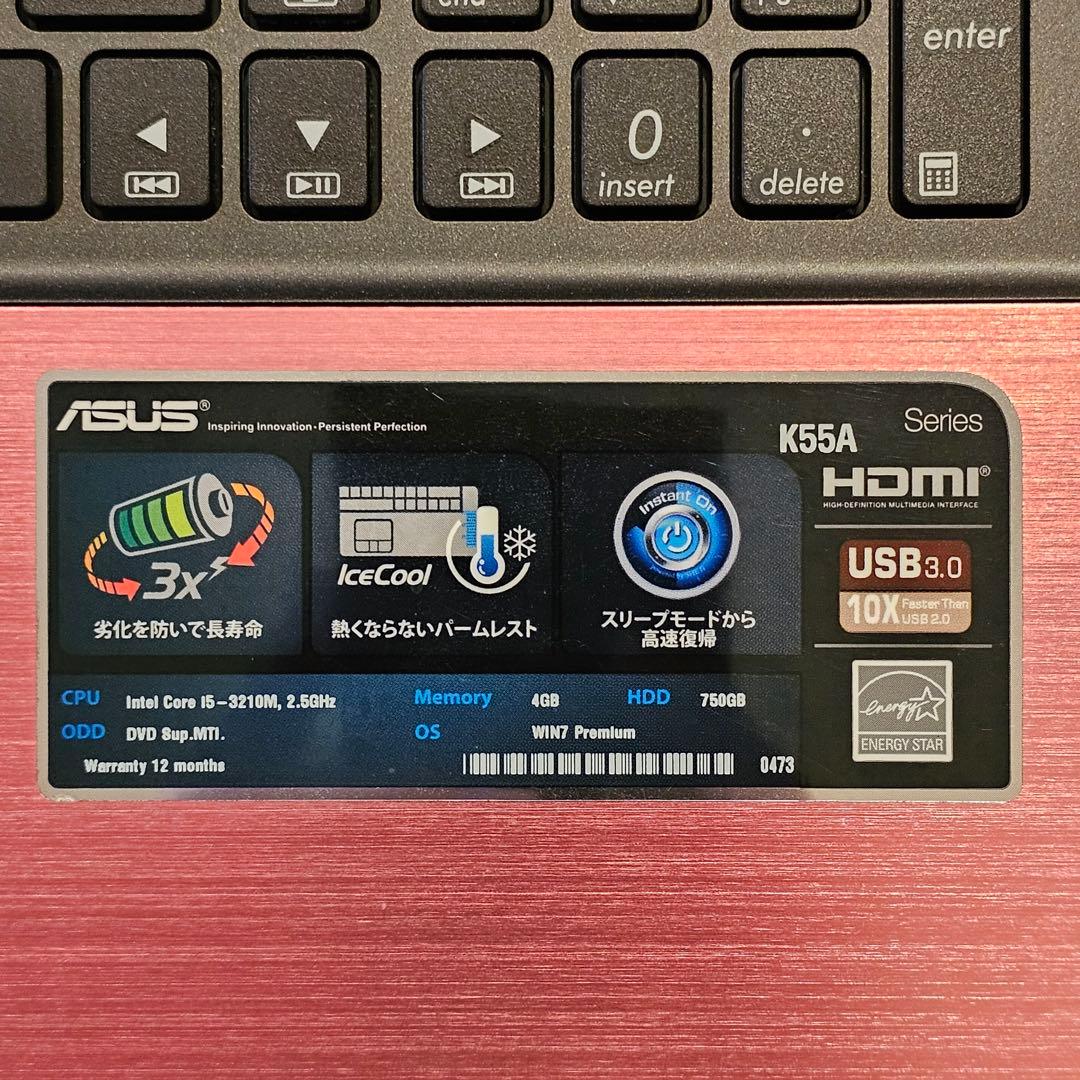 enter
0
insert
.
delete
ASUS® Inspiring Innovation • Persistent Perfection
K55A Series
HDMI®
HIGH-DEFINITION MULTIMEDIA INTERFACE
3x
劣化を防いで長寿命
IceCool
熱くならないパームレスト
Instant On
スリープモードから
高速復帰
USB 3.0
10X Faster Than
USB 2.0
energy
ENERGY STAR
CPU Intel Core i5-3210M, 2.5GHz Memory 4GB HDD 750GB
ODD DVD Sup.MTI. OS WIN7 Premium
Warranty 12 months 0473